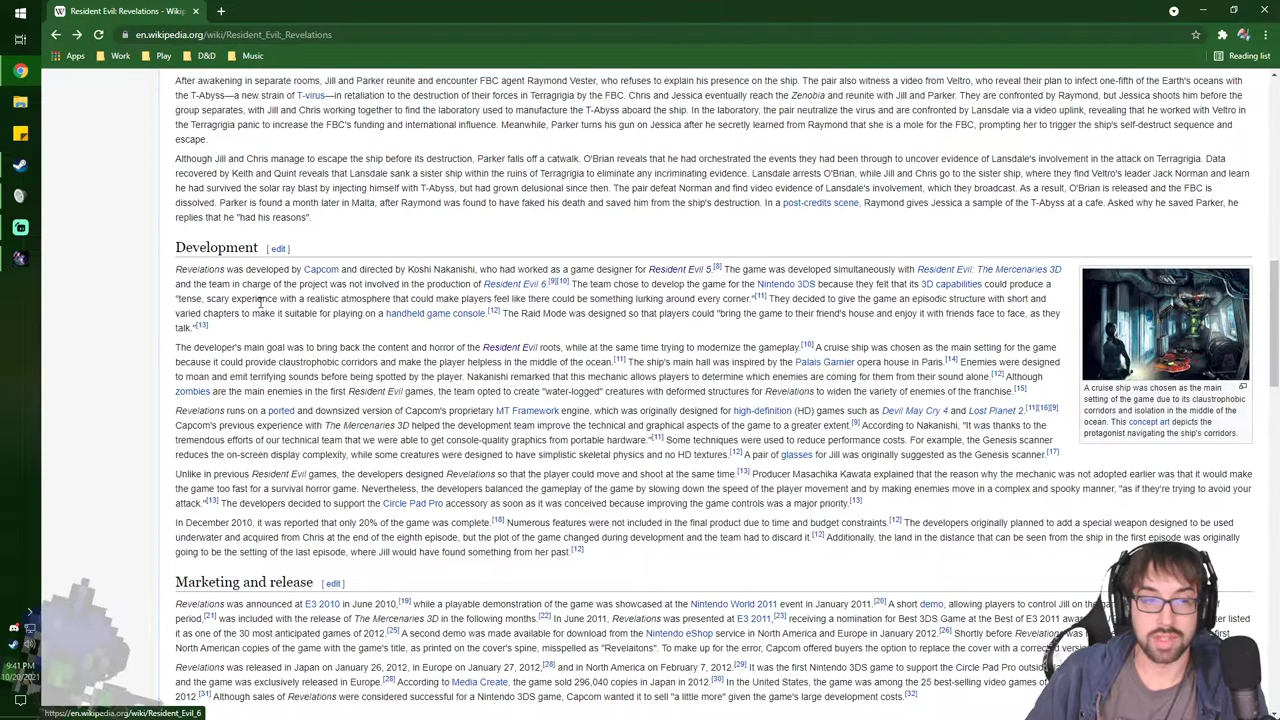 Resident Evil: Revelations - Wikip
en.wikipedia.org/wiki/Resident_Evil:_Revelations
Apps Work Play D&D Music Reading list
After awakening in separate rooms, Jill and Parker reunite and encounter FBC agent Raymond Vester, who refuses to explain his presence on the ship. The pair also witness a video from Veltro, who reveal their plan to infect one-fifth of the Earth's oceans with
the T-Abyss—a new strain of T-virus—in retaliation to the destruction of their forces in Terragrigia by the FBC. Chris and Jessica eventually reach the Zenobia and reunite with Jill and Parker. They are confronted by Raymond, but Jessica shoots him before the
group separates, with Jill and Chris working together to find the laboratory used to manufacture the T-Abyss aboard the ship. In the laboratory, the pair neutralize the virus and are confronted by Lansdale via a video uplink, revealing that he worked with Veltro in
the Terragrigia panic to increase the FBC's funding and international influence. Meanwhile, Parker turns his gun on Jessica after he secretly learned from Raymond that she is a mole for the FBC, prompting her to trigger the ship's self-destruct sequence and
escape.
Although Jill and Chris manage to escape the ship before its destruction, Parker falls off a catwalk. O'Brian reveals that he had orchestrated the events they had been through to uncover evidence of Lansdale's involvement in the attack on Terragrigia. Data
recovered by Keith and Quint reveals that Lansdale sank a sister ship within the ruins of Terragrigia to eliminate any incriminating evidence. Lansdale arrests O'Brian, while Jill and Chris go to the sister ship, where they find Veltro's leader Jack Norman and learn
he had survived the solar ray blast by injecting himself with T-Abyss, but had grown delusional since then. The pair defeat Norman and find video evidence of Lansdale's involvement, which they broadcast. As a result, O'Brian is released and the FBC is
dissolved. Parker is found a month later in Malta, after Raymond was found to have faked his death and saved him from the ship's destruction. In a post-credits scene, Raymond gives Jessica a sample of the T-Abyss at a cafe. Asked why he saved Parker, he
replies that he "had his reasons".
Development [ edit ]
Revelations was developed by Capcom and directed by Koshi Nakanishi, who had worked as a game designer for Resident Evil 5.[8] The game was developed simultaneously with Resident Evil: The Mercenaries 3D
and the team in charge of the project was not involved in the production of Resident Evil 6.[9][10] The team chose to develop the game for the Nintendo 3DS because they felt that its 3D capabilities could produce a
"tense, scary experience with a realistic atmosphere that could make players feel like there could be something lurking around every corner."[11] They decided to give the game an episodic structure with short and
varied chapters to make it suitable for playing on a handheld game console.[12] The Raid Mode was designed so that players could "bring the game to their friend's house and enjoy it with friends face to face, as they
talk."[13]
The developer's main goal was to bring back the content and horror of the Resident Evil roots, while at the same time trying to modernize the gameplay.[10] A cruise ship was chosen as the main setting for the game
because it could provide claustrophobic corridors and make the player helpless in the middle of the ocean.[11] The ship's main hall was inspired by the Palais Garnier opera house in Paris.[14] Enemies were designed
to moan and emit terrifying sounds before being spotted by the player. Nakanishi remarked that this mechanic allows players to determine which enemies are coming for them from their sound alone.[12] Although
zombies are the main enemies in the first Resident Evil games, the team opted to create "water-logged" creatures with deformed structures for Revelations to widen the variety of enemies of the franchise.[15]
A cruise ship was chosen as the main
setting of the game due to its claustrophobic
corridors and isolation in the middle of the
ocean. This concept art depicts the
protagonist navigating the ship's corridors.
Revelations runs on a ported and downsized version of Capcom's proprietary MT Framework engine, which was originally designed for high-definition (HD) games such as Devil May Cry 4 and Lost Planet 2.[11][16][9]
Capcom's previous experience with The Mercenaries 3D helped the development team improve the technical and graphical aspects of the game to a greater extent.[9] According to Nakanishi, "It was thanks to the
tremendous efforts of our technical team that we were able to get console-quality graphics from portable hardware."[11] Some techniques were used to reduce performance costs. For example, the Genesis scanner
reduces the on-screen display complexity, while some creatures were designed to have simplistic skeletal physics and no HD textures.[12] A pair of glasses for Jill was originally suggested as the Genesis scanner.[17]
Unlike in previous Resident Evil games, the developers designed Revelations so that the player could move and shoot at the same time.[13] Producer Masachika Kawata explained that the reason why the mechanic was not adopted earlier was that it would make
the game too fast for a survival horror game. Nevertheless, the developers balanced the gameplay of the game by slowing down the speed of the player movement and by making enemies move in a complex and spooky manner, "as if they're trying to avoid your
attack."[13] The developers decided to support the Circle Pad Pro accessory as soon as it was conceived because improving the game controls was a major priority.[13]
In December 2010, it was reported that only 20% of the game was complete.[18] Numerous features were not included in the final product due to time and budget constraints.[12] The developers originally planned to add a special weapon designed to be used
underwater and acquired from Chris at the end of the eighth episode, but the plot of the game changed during development and the team had to discard it.[12] Additionally, the land in the distance that can be seen from the ship in the first episode was originally
going to be the setting of the last episode, where Jill would have found something from her past.[12]
Marketing and release [ edit ]
Revelations was announced at E3 2010 in June 2010,[19] while a playable demonstration of the game was showcased at the Nintendo World 2011 event in January 2011.[20] A short demo, allowing players to control Jill on the
period,[21] was included with the release of The Mercenaries 3D in the following months.[22] In June 2011, Revelations was presented at E3 2011,[23] receiving a nomination for Best 3DS Game at the Best of E3 2011 listed
it as one of the 30 most anticipated games of 2012.[25] A second demo was made available for download from the Nintendo eShop service in North America and Europe in January 2012.[26] Shortly before Revelations first
North American copies of the game with the game's title, as printed on the cover's spine, misspelled as "Revelaitons". To make up for the error, Capcom offered buyers the option to replace the cover with a corrected
Revelations was released in Japan on January 26, 2012, in Europe on January 27, 2012,[28] and in North America on February 7, 2012.[29] It was the first Nintendo 3DS game to support the Circle Pad Pro
and the game was exclusively released in Europe.[28] According to Media Create, the game sold 296,040 copies in Japan in 2012.[30] In the United States, the game was among the 25 best-selling video games of
2012.[31] Although sales of Revelations were considered successful for a Nintendo 3DS game, Capcom wanted it to sell "a little more" given the game's large development costs.[32]
9:41 PM
10/20/2021
https://en.wikipedia.org/wiki/Resident_Evil_6